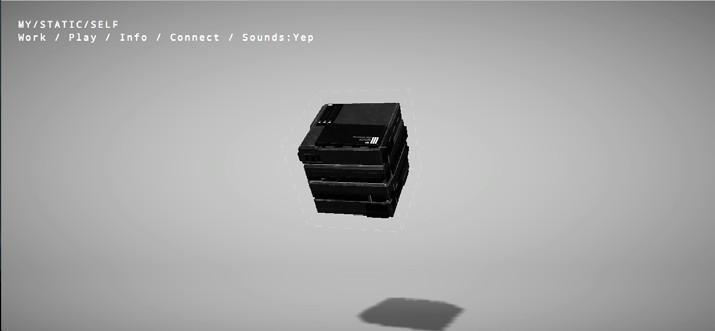 MY/STATIC/SELF
Work / Play / Info / Connect / Sounds:Yep